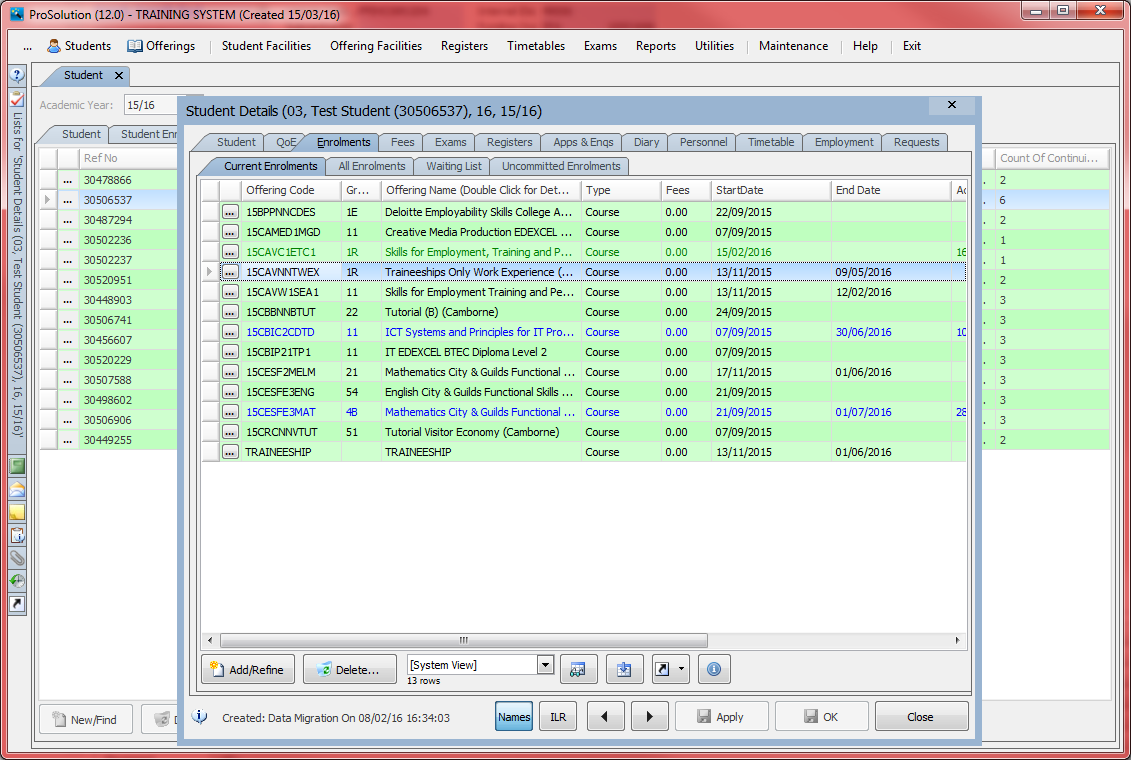 ProSolution (12.0) - TRAINING SYSTEM (Created 15/03/16)
... Students Offerings Student Facilities Offering Facilities Registers Timetables Exams Reports Utilities Maintenance Help Exit
Student
Academic Year: 15/16
Student Student Enr
Ref No
30478866
30506537
30487294
30502236
30502237
30520951
30448903
30506741
30456607
30520229
30507588
30498602
30506906
30449255
Count Of Continui...
2
6
2
1
1
2
3
3
3
3
3
3
3
2
Lists for 'Student Details (03, Test Student (30506537), 16, 15/16)'
New/Find
Student Details (03, Test Student (30506537), 16, 15/16)
Student QoE Enrolments Fees Exams Registers Apps & Enqs Diary Personnel Timetable Employment Requests
Current Enrolments All Enrolments Waiting List Uncommitted Enrolments
Offering Code Gr... Offering Name (Double Click for Det... Type Fees StartDate End Date Ac
... 15BPPNNCDES 1E Deloitte Employability Skills College A... Course 0.00 22/09/2015
... 15CAMED1MGD 11 Creative Media Production EDEXCEL ... Course 0.00 07/09/2015
... 15CAVC1ETC1 1R Skills for Employment, Training and P... Course 0.00 15/02/2016 16
... 15CAVNNTWEX 1R Traineeships Only Work Experience (... Course 0.00 13/11/2015 09/05/2016
... 15CAVW1SEA1 11 Skills for Employment Training and Pe... Course 0.00 13/11/2015 12/02/2016
... 15CBBNNBTUT 22 Tutorial (B) (Camborne) Course 0.00 24/09/2015
... 15CBIC2CDTD 11 ICT Systems and Principles for IT Pro... Course 0.00 07/09/2015 30/06/2016 10
... 15CBIP21TP1 11 IT EDEXCEL BTEC Diploma Level 2 Course 0.00 07/09/2015
... 15CESF2MELM 21 Mathematics City & Guilds Functional ... Course 0.00 17/11/2015 01/06/2016
... 15CESFE3ENG 54 English City & Guilds Functional Skills ... Course 0.00 21/09/2015
... 15CESFE3MAT 4B Mathematics City & Guilds Functional ... Course 0.00 21/09/2015 01/07/2016 28
... 15CRCNNVTUT 51 Tutorial Visitor Economy (Camborne) Course 0.00 07/09/2015
... TRAINEESHIP TRAINEESHIP Course 0.00 13/11/2015 01/06/2016
Add/Refine Delete... [System View]
13 rows
Created: Data Migration On 08/02/16 16:34:03 Names ILR Apply OK Close